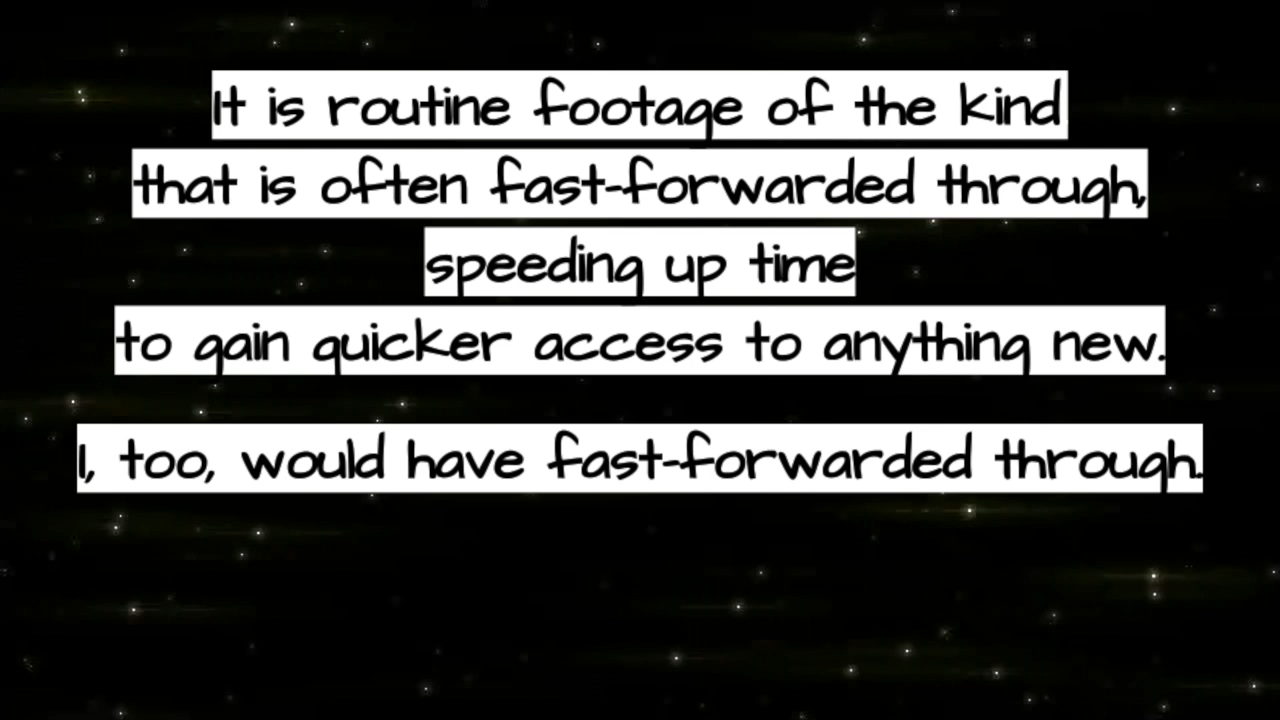 It is routine footage of the kind
that is often fast-forwarded through,
speeding up time
to gain quicker access to anything new.
I, too, would have fast-forwarded through.